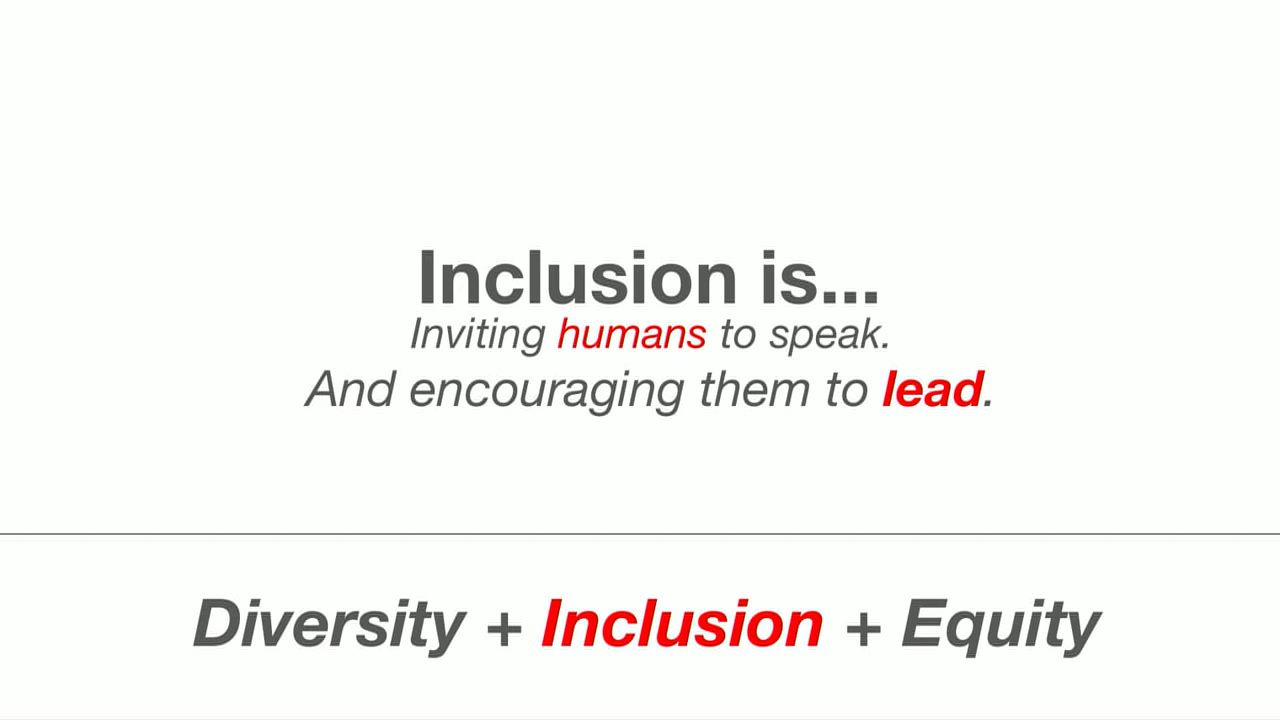 Inclusion is...
Inviting humans to speak.
And encouraging them to lead.
Diversity + Inclusion + Equity